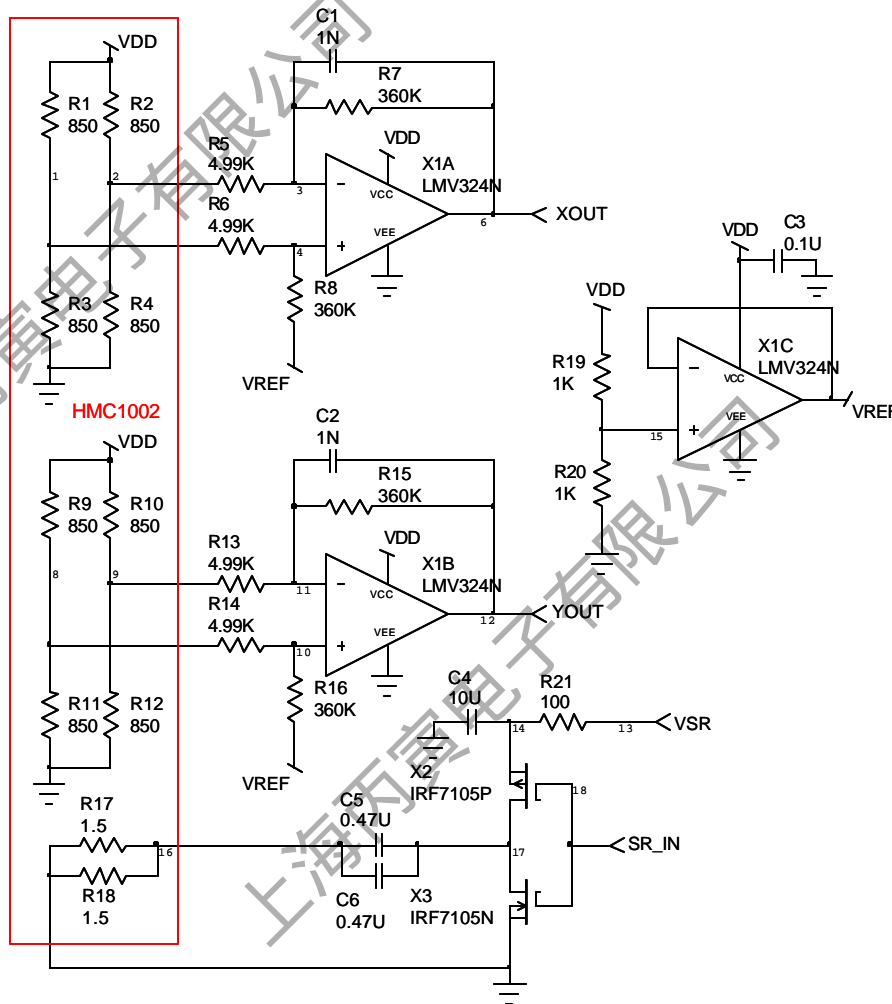 C1
1N
VDD
R7
360K
R1
850
R2
850
R5
4.99K
VDD
X1A
LMV324N
VCC
VEE
1
2
3
−
R6
4.99K
4
+
6
XOUT
R3
850
R4
850
R8
360K
VREF
HMC1002
VDD
C3
0.1U
VDD
R19
1K
X1C
LMV324N
VCC
VEE
−
+
15
VREF
R20
1K
C2
1N
VDD
R15
360K
R9
850
R10
850
R13
4.99K
VDD
X1B
LMV324N
VCC
VEE
8
9
11
−
R14
4.99K
10
+
12
YOUT
R11
850
R12
850
R16
360K
VREF
C4
10U
R21
100
14
13
VSR
X2
IRF7105P
18
R17
1.5
16
C5
0.47U
17
SR_IN
R18
1.5
C6
0.47U
X3
IRF7105N
上海丙寅电子有限公司
寅电子有限公司